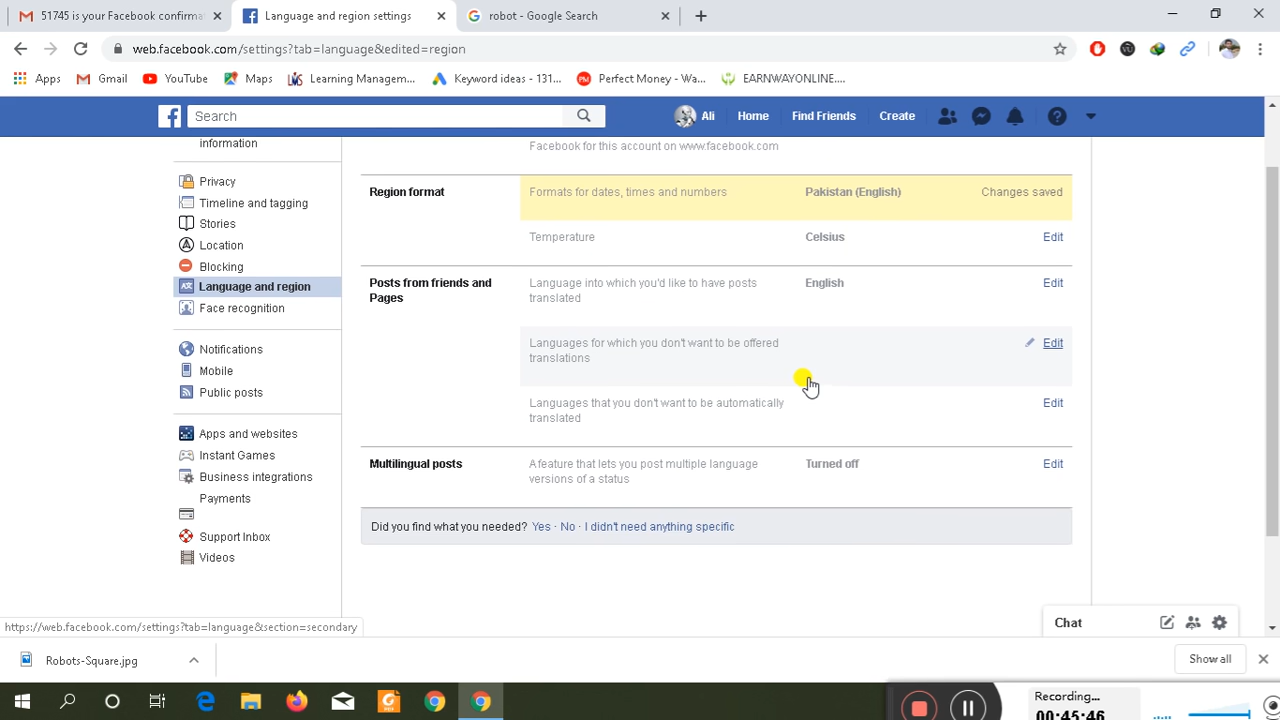 51745 is your Facebook confirma
Language and region settings
robot - Google Search
web.facebook.com/settings?tab=language&edited=region
Apps
Gmail
YouTube
Maps
Learning Managem...
Keyword ideas - 131...
Perfect Money - Wa...
EARNWAYONLINE....
Search
Ali
Home
Find Friends
Create
information
Privacy
Timeline and tagging
Stories
Location
Blocking
Language and region
Face recognition
Notifications
Mobile
Public posts
Apps and websites
Instant Games
Business integrations
Payments
Support Inbox
Videos
Facebook for this account on www.facebook.com
Region format
Formats for dates, times and numbers
Pakistan (English)
Changes saved
Temperature
Celsius
Edit
Posts from friends and
Pages
Language into which you'd like to have posts
translated
English
Edit
Languages for which you don't want to be offered
translations
Edit
Languages that you don't want to be automatically
translated
Edit
Multilingual posts
A feature that lets you post multiple language
versions of a status
Turned off
Edit
Did you find what you needed? Yes · No · I didn't need anything specific
Chat
https://web.facebook.com/settings?tab=language&section=secondary
Robots-Square.jpg
Show all
Recording...
00:45:46